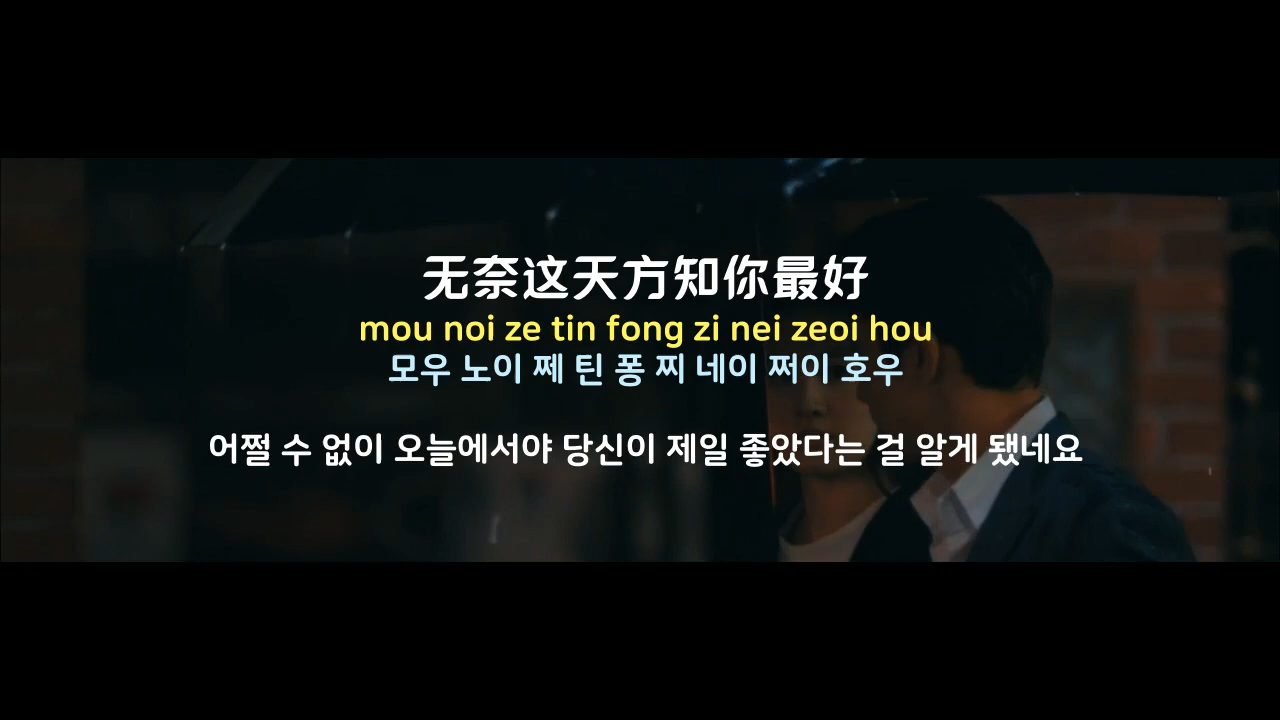 无奈这天方知你最好
mou noi ze tin fong zi nei zeoi hou
모우 노이 쩨 틴 퐁 찌 네이 쩌이 호우
어쩔 수 없이 오늘에서야 당신이 제일 좋았다는 걸 알게 됐네요